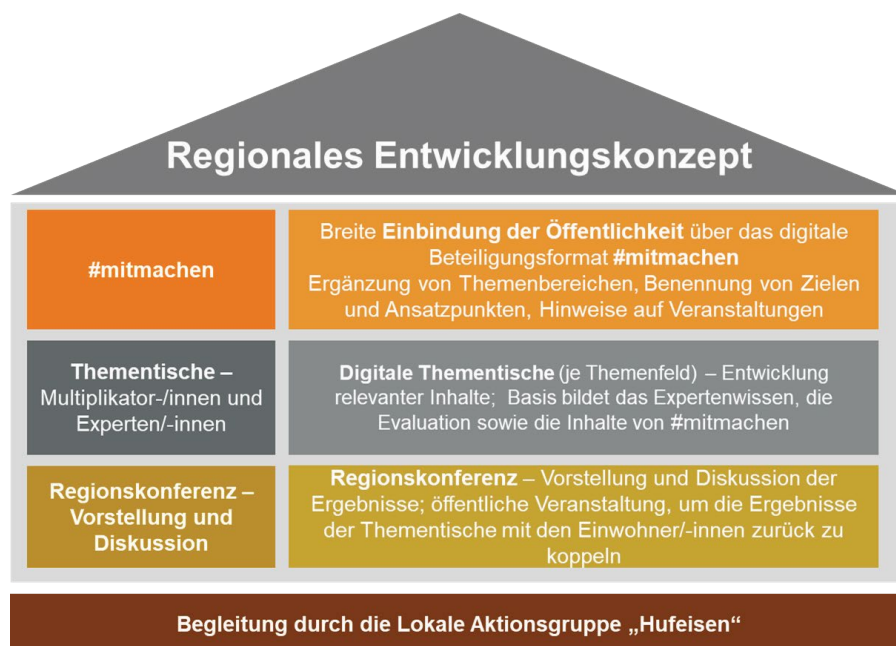 Regionales Entwicklungskonzept
#mitmachen
Breite Einbindung der Öffentlichkeit über das digitale
Beteiligungsformat #mitmachen
Ergänzung von Themenbereichen, Benennung von Zielen
und Ansatzpunkten, Hinweise auf Veranstaltungen
Thementische –
Multiplikator-/innen und
Experten/-innen
Digitale Thementische (je Themenfeld) – Entwicklung
relevanter Inhalte; Basis bildet das Expertenwissen, die
Evaluation sowie die Inhalte von #mitmachen
Regionskonferenz –
Vorstellung und
Diskussion
Regionskonferenz – Vorstellung und Diskussion der
Ergebnisse; öffentliche Veranstaltung, um die Ergebnisse
der Thementische mit den Einwohner/-innen zurück zu
koppeln
Begleitung durch die Lokale Aktionsgruppe „Hufeisen“